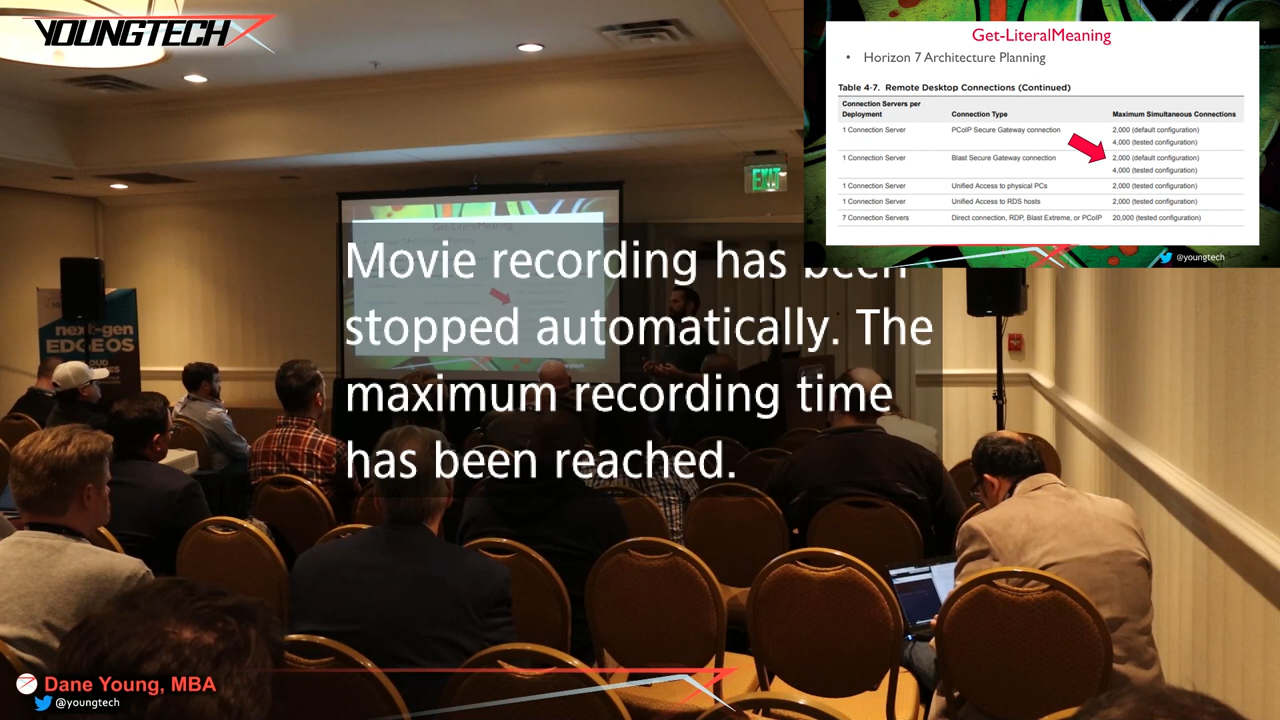 YOUNGTECH
Get-LiteralMeaning
• Horizon 7 Architecture Planning
Table 4-7. Remote Desktop Connections (Continued)
Connection Servers per Deployment Connection Type Maximum Simultaneous Connections
1 Connection Server PCoIP Secure Gateway connection 2,000 (default configuration)
4,000 (tested configuration)
1 Connection Server Blast Secure Gateway connection 2,000 (default configuration)
4,000 (tested configuration)
1 Connection Server Unified Access to physical PCs 2,000 (tested configuration)
1 Connection Server Unified Access to RDS hosts 2,000 (tested configuration)
7 Connection Servers Direct connection, RDP, Blast Extreme, or PCoIP 20,000 (tested configuration)
@youngtech
EXIT
Get-LiteralMeaning
Movie recording has been
stopped automatically. The
maximum recording time
has been reached.
next-gen
EDGE OS
Dane Young, MBA
@youngtech